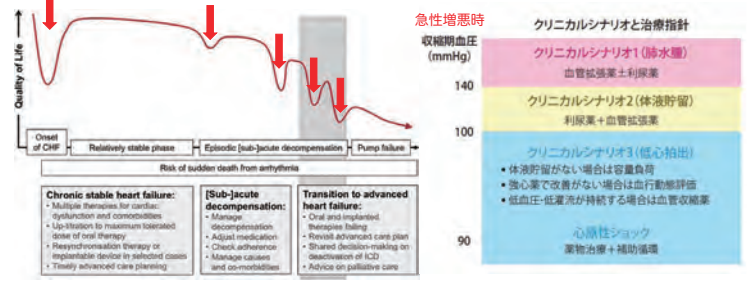 Quality of Life
Onset
of CHF
Relatively stable phase
Episodic [sub-]acute decompensation
Pump failure
Risk of sudden death from arrhythmia
Chronic stable heart failure:
• Multiple therapies for cardiac
dysfunction and comorbidities
• Up-titration to maximum tolerated
dose of oral therapy
• Resynchronisation therapy or
implantable device in selected cases
• Timely advanced care planning
[Sub-]acute
decompensation:
• Manage
decompensation
• Adjust medication
• Check adherence
• Manage causes
and co-morbidities
Transition to advanced
heart failure:
• Oral and implanted
therapies failing
• Revisit advanced care plan
• Shared decision-making on
deactivation of ICD
• Advice on palliative care
急性増悪時
収縮期血圧
(mmHg)
140
100
90
クリニカルシナリオと治療指針
クリニカルシナリオ1(肺水腫)
血管拡張薬±利尿薬
クリニカルシナリオ2(体液貯留)
利尿薬+血管拡張薬
クリニカルシナリオ3(低心拍出)
• 体液貯留がない場合は容量負荷
• 強心薬で改善がない場合は血行動態評価
• 低血圧・低灌流が持続する場合は血管収縮薬
心原性ショック
薬物治療+補助循環